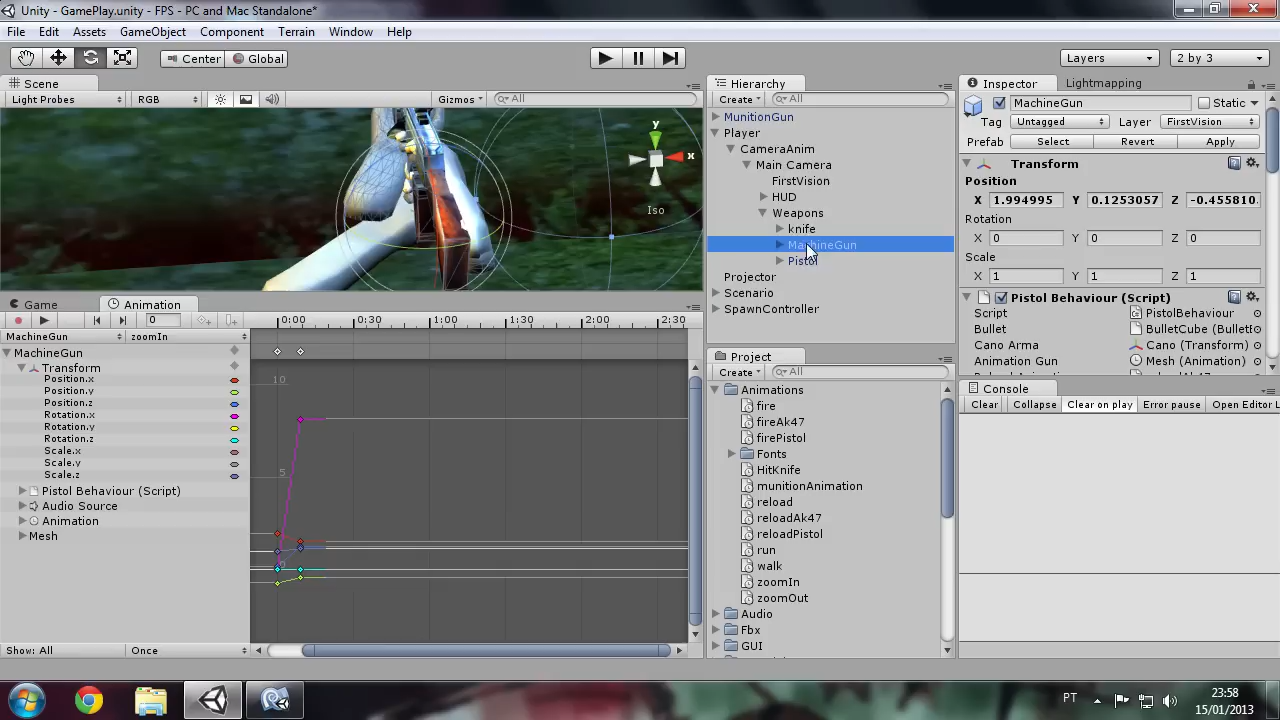 Unity - GamePlay.unity - FPS - PC and Mac Standalone*
File Edit Assets GameObject Component Terrain Window Help
Center Global Layers 2 by 3
Scene
Light Probes RGB Gizmos All
y
x
Iso
Game Animation
0 0:00 0:30 1:00 1:30 2:00 2:30
MachineGun zoomIn
MachineGun
Transform
Position.x
Position.y
Position.z
Rotation.x
Rotation.y
Rotation.z
Scale.x
Scale.y
Scale.z
Pistol Behaviour (Script)
Audio Source
Animation
Mesh
10
5
0
Show: All Once
Hierarchy
Create All
MunitionGun
Player
CameraAnim
Main Camera
FirstVision
HUD
Weapons
knife
MachineGun
Pistol
Projector
Scenario
SpawnController
Project
Create All
Animations
fire
fireAk47
firePistol
Fonts
HitKnife
munitionAnimation
reload
reloadAk47
reloadPistol
run
walk
zoomIn
zoomOut
Audio
Fbx
GUI
Inspector Lightmapping
MachineGun Static
Tag Untagged Layer FirstVision
Prefab Select Revert Apply
Transform
Position
X 1.994995 Y 0.1253057 Z -0.455810
Rotation
X 0 Y 0 Z 0
Scale
X 1 Y 1 Z 1
Pistol Behaviour (Script)
Script PistolBehaviour
Bullet BulletCube (Bullet
Cano Arma Cano (Transform)
Animation Gun Mesh (Animation)
Console
Clear Collapse Clear on play Error pause Open Editor L
PT 23:58
15/01/2013